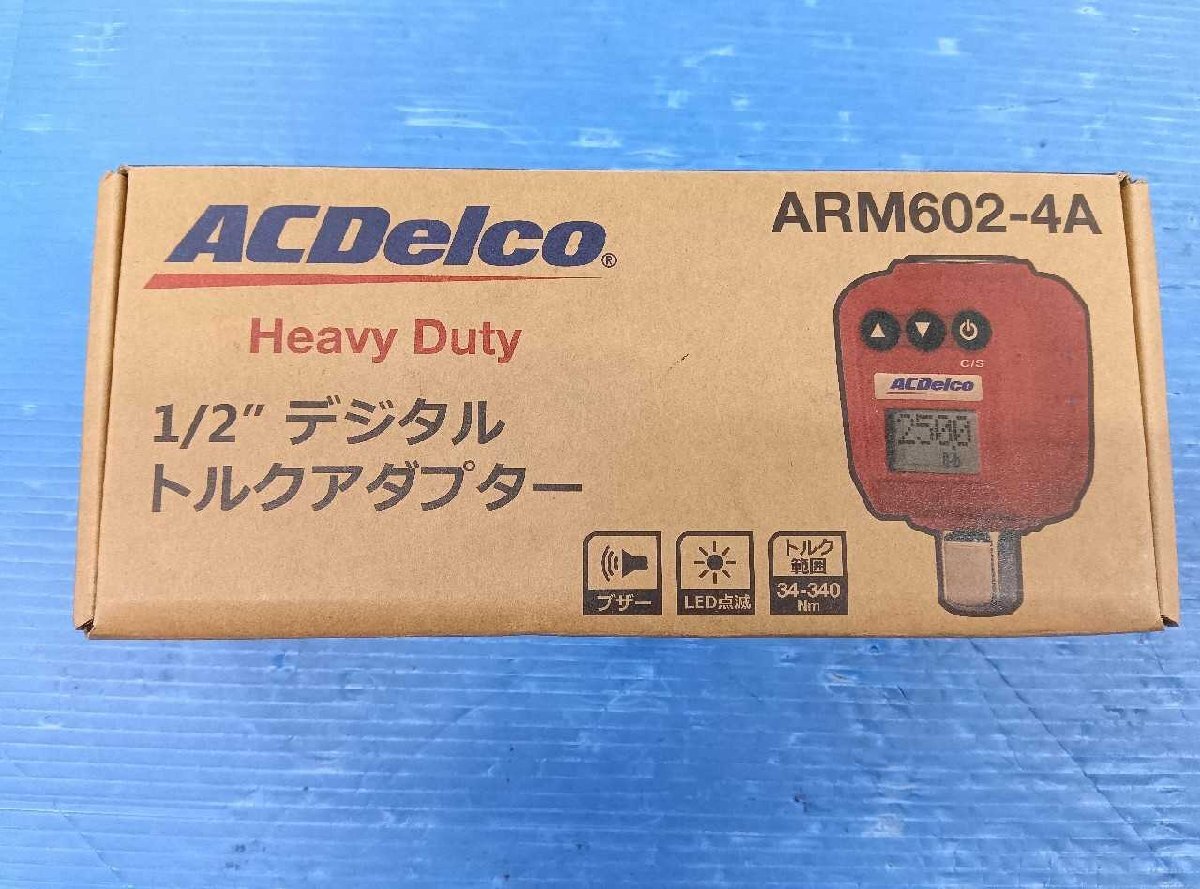 ACDelco®
ARM602-4A
Heavy Duty
1/2" デジタル
トルクアダプター
C/S
ACDelco
2500
ブザー
LED点滅
トルク
範囲
34-340
Nm